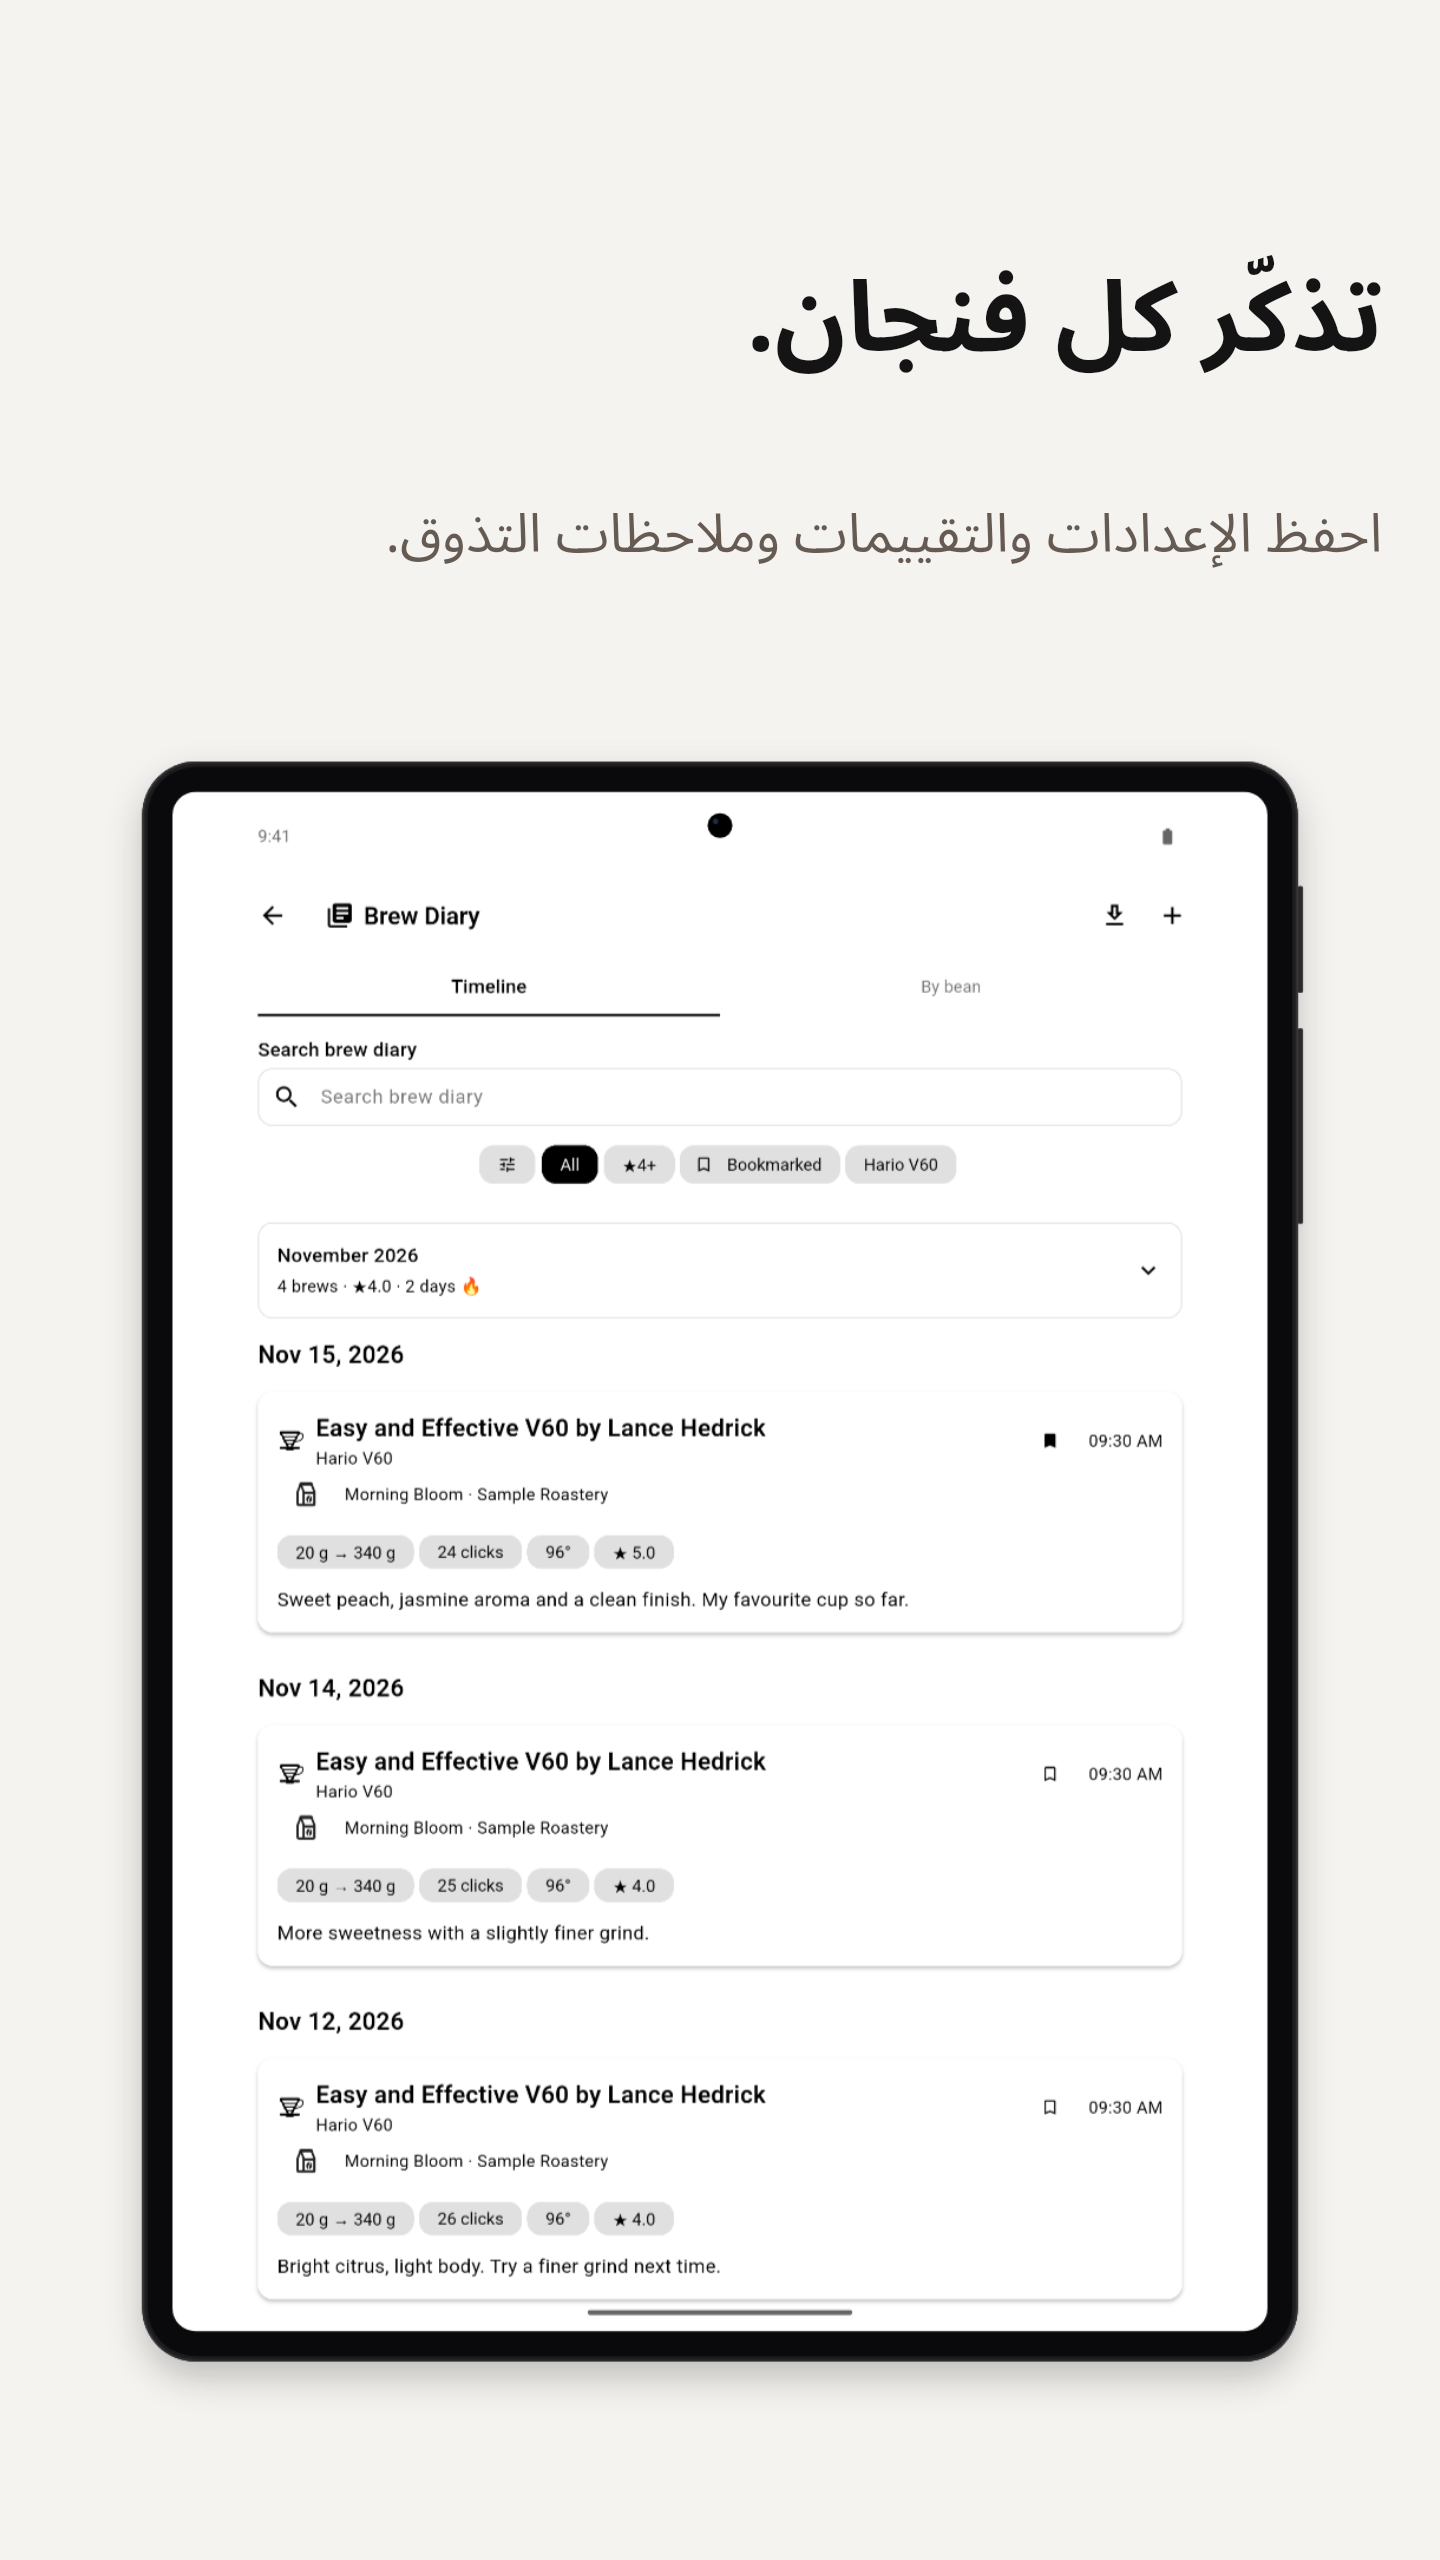 تذكّر كل فنجان.
احفظ الإعدادات والتقييمات وملاحظات التذوق.
9:41
Brew Diary
Timeline By bean
Search brew diary
Search brew diary
All ★4+ Bookmarked Hario V60
November 2026
4 brews · ★4.0 · 2 days 🔥
Nov 15, 2026
Easy and Effective V60 by Lance Hedrick
09:30 AM
Hario V60
Morning Bloom · Sample Roastery
20 g → 340 g 24 clicks 96° ★ 5.0
Sweet peach, jasmine aroma and a clean finish. My favourite cup so far.
Nov 14, 2026
Easy and Effective V60 by Lance Hedrick
09:30 AM
Hario V60
Morning Bloom · Sample Roastery
20 g → 340 g 25 clicks 96° ★ 4.0
More sweetness with a slightly finer grind.
Nov 12, 2026
Easy and Effective V60 by Lance Hedrick
09:30 AM
Hario V60
Morning Bloom · Sample Roastery
20 g → 340 g 26 clicks 96° ★ 4.0
Bright citrus, light body. Try a finer grind next time.